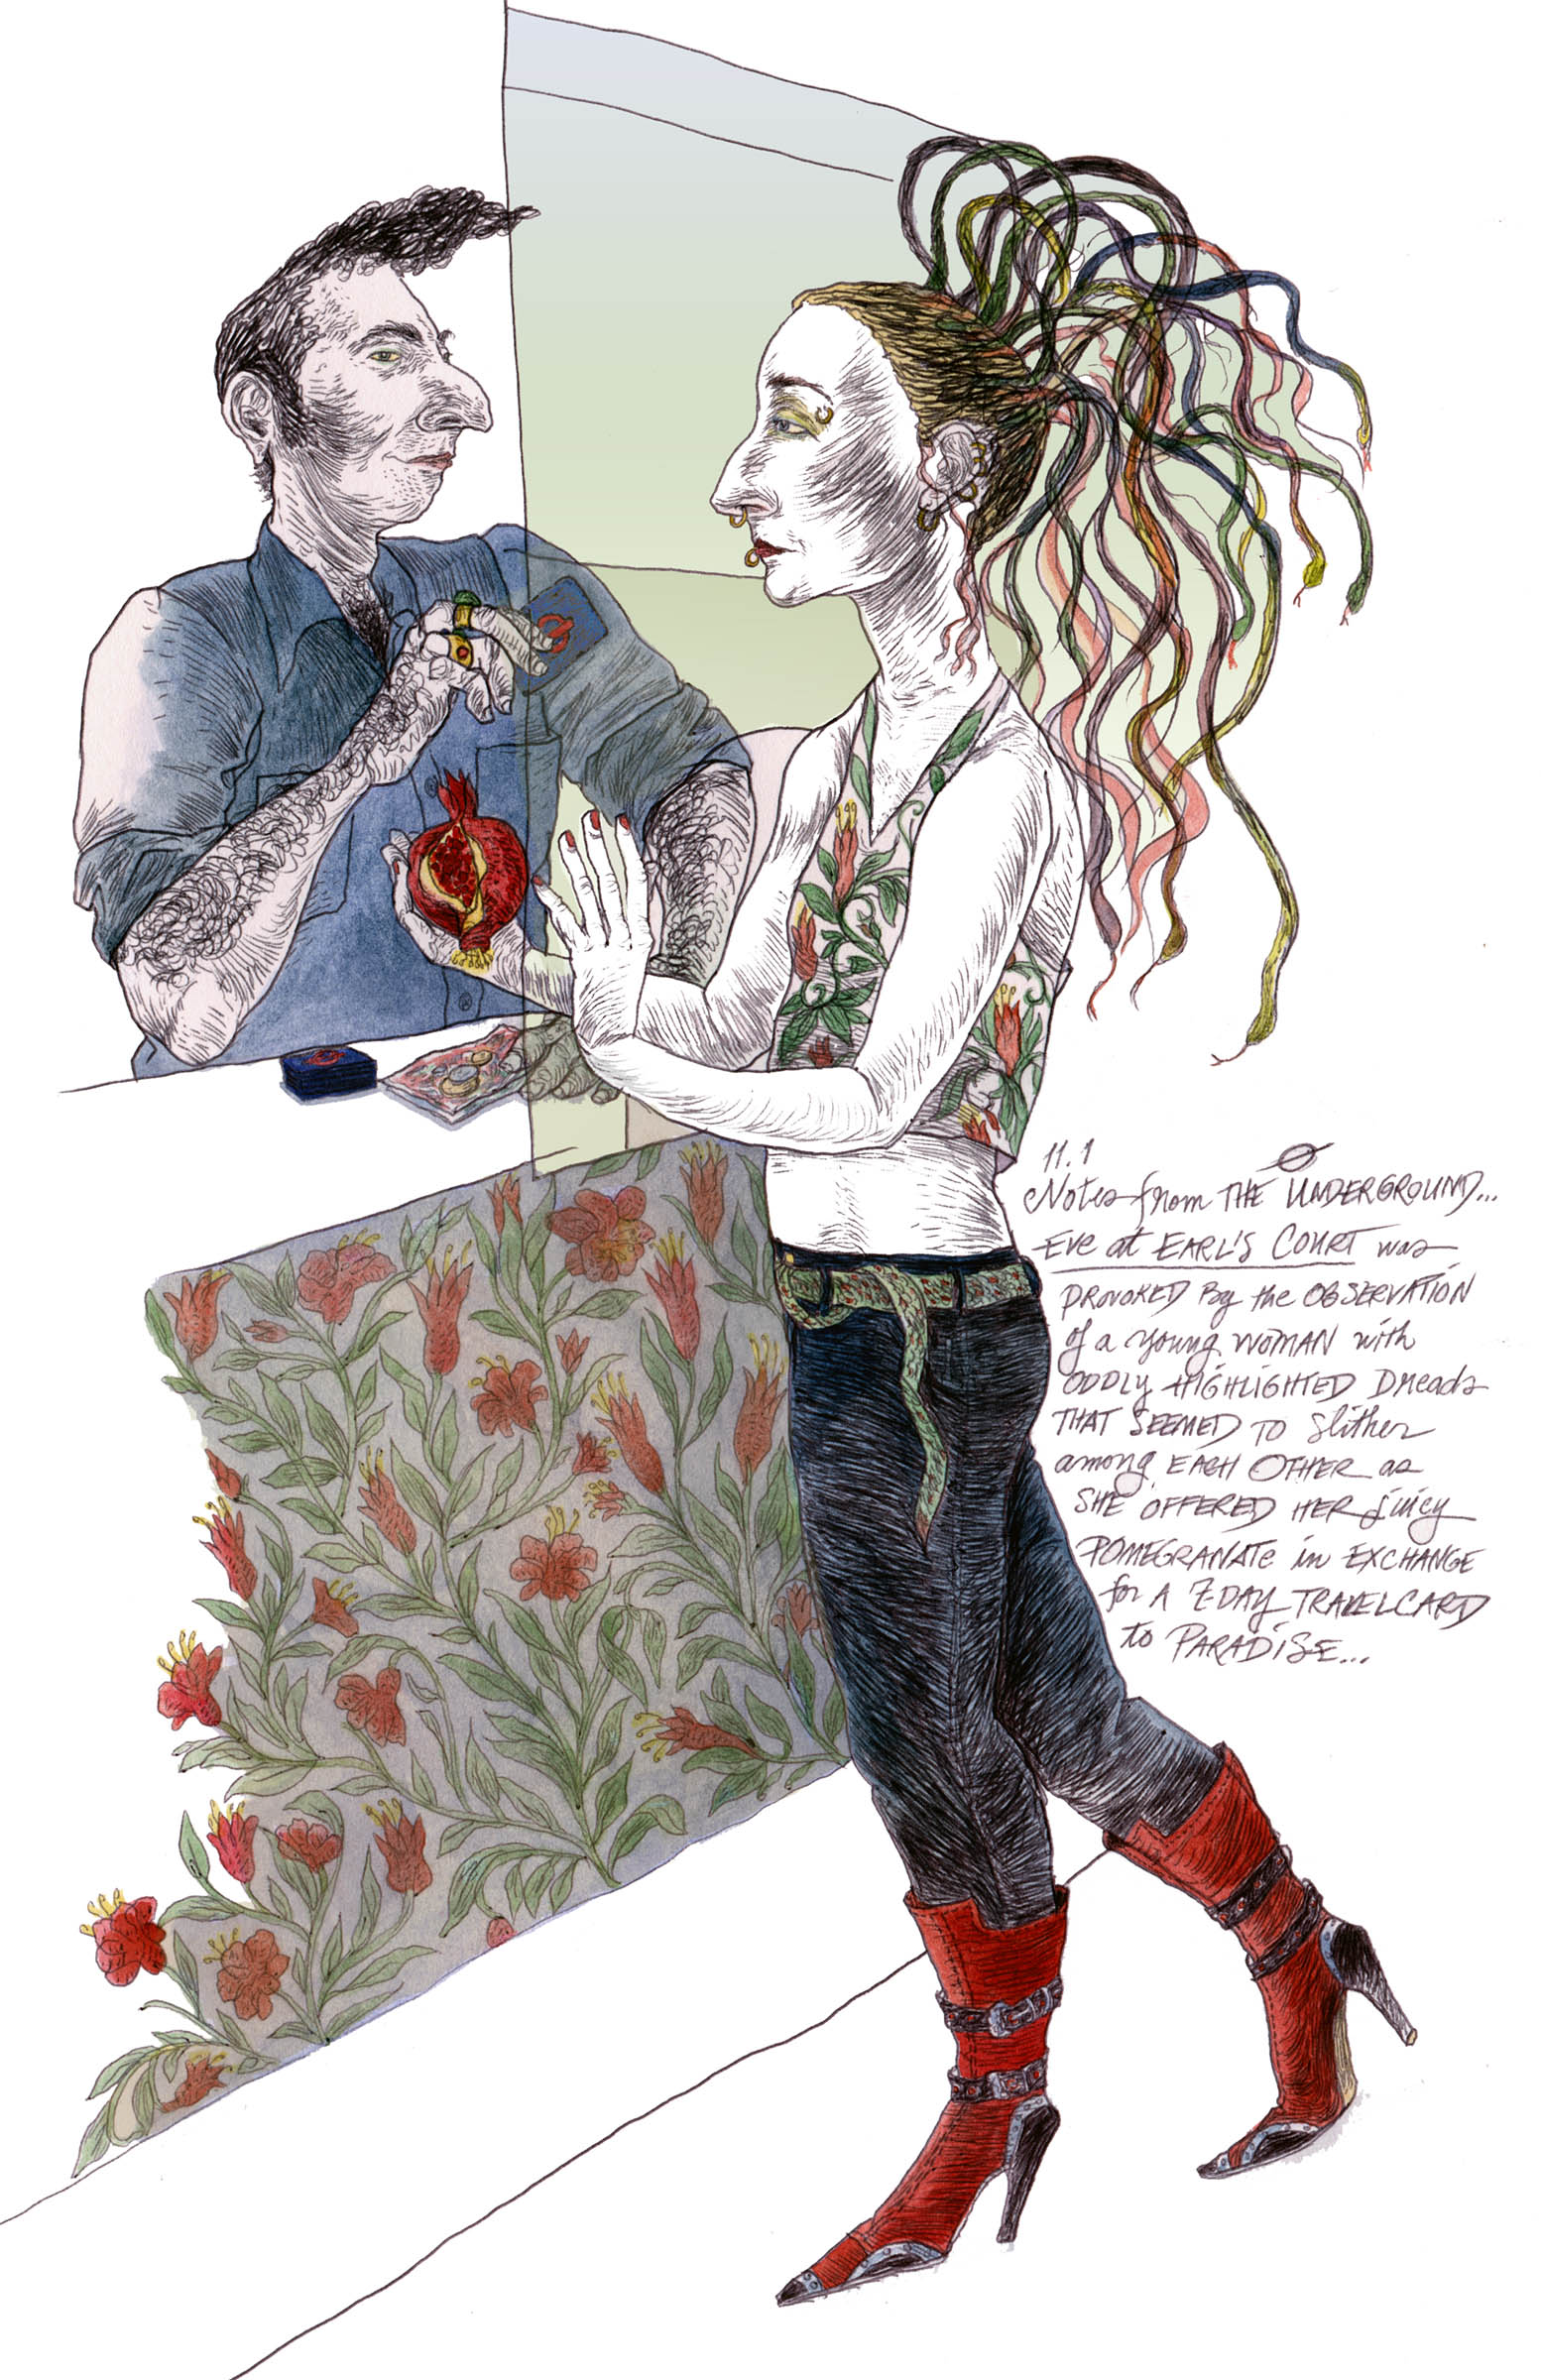 11.1
Notes from THE UNDERGROUND...
Eve at EARL'S COURT was
PROVOKED By the OBSERVATION
of a young WOMAN with
ODDLY HIGHLIGHTED Dreads
THAT SEEMED TO Slither
among EACH OTHER as
SHE OFFERED HER juicy
POMEGRANATE in EXCHANGE
for A 7-DAY TRAVELCARD
to PARADiSE...